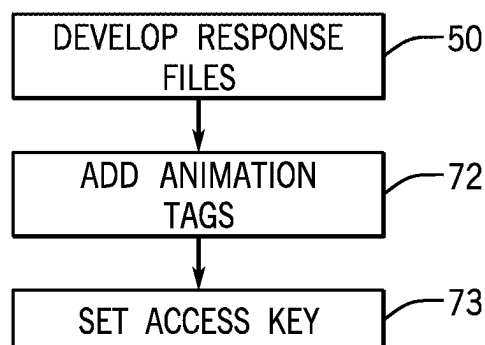 DEVELOP RESPONSE
FILES
50
ADD ANIMATION
TAGS
72
SET ACCESS KEY
73